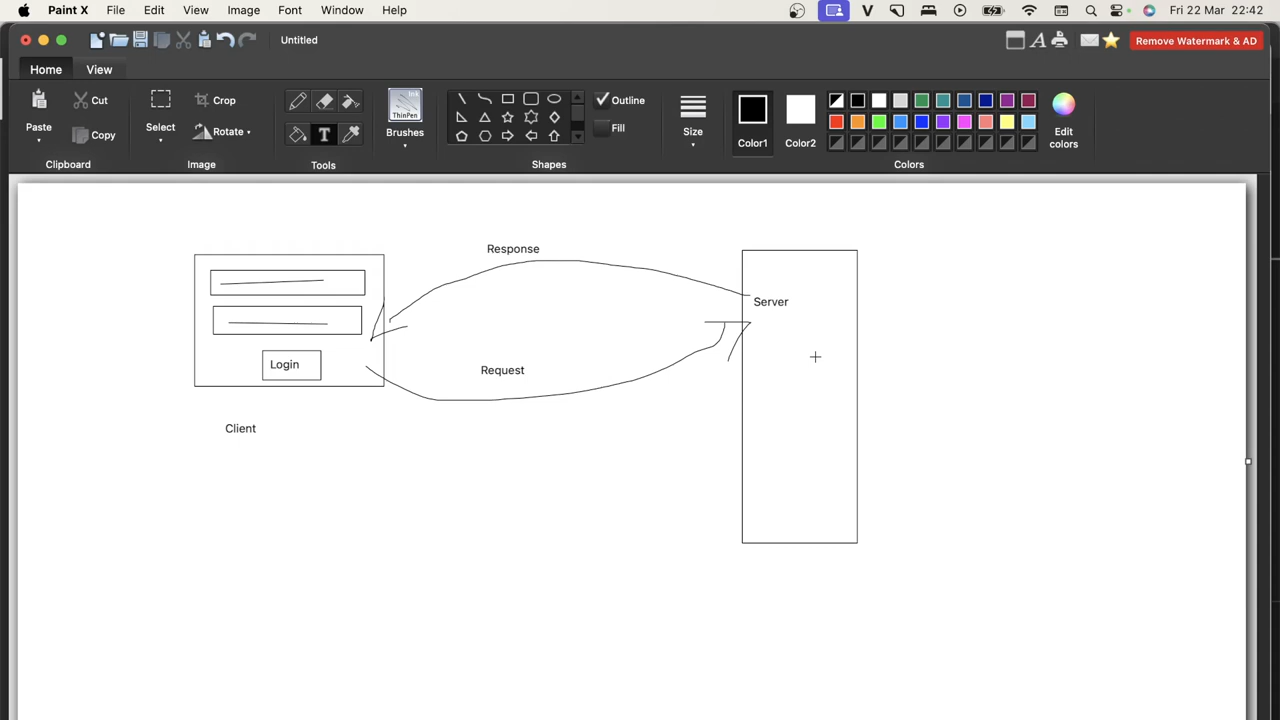 Paint X File Edit View Image Font Window Help Fri 22 Mar 22:42
Untitled Remove Watermark & AD
Home View
Paste Cut Copy Clipboard
Select Crop Rotate Image
Tools
Ink ThinPen Brushes
Outline Fill Shapes
Size
Color1 Color2 Colors
Edit colors
Response
Server
Login
Request
Client